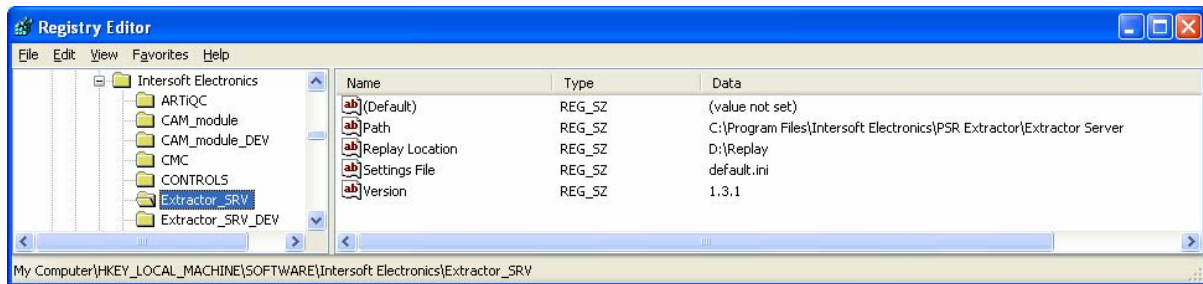 Registry Editor
File Edit View Favorites Help
Intersoft Electronics
ARTiQC
CAM_module
CAM_module_DEV
CMC
CONTROLS
Extractor_SRV
Extractor_SRV_DEV
Name Type Data
(Default) REG_SZ (value not set)
Path REG_SZ C:\Program Files\Intersoft Electronics\PSR Extractor\Extractor Server
Replay Location REG_SZ D:\Replay
Settings File REG_SZ default.ini
Version REG_SZ 1.3.1
My Computer\HKEY_LOCAL_MACHINE\SOFTWARE\Intersoft Electronics\Extractor_SRV